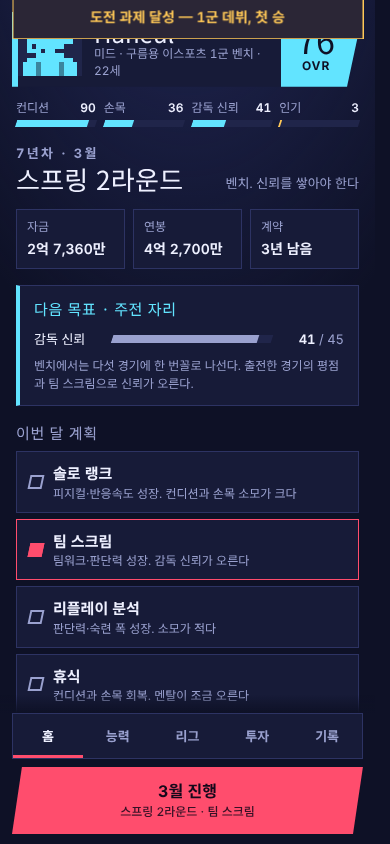 도전 과제 달성 — 1군 데뷔, 첫 승
미드 · 구름용 이스포츠 1군 벤치 ·
22세
76
OVR
컨디션 90 손목 36 감독 신뢰 41 인기 3
7년차 · 3월
스프링 2라운드
벤치. 신뢰를 쌓아야 한다
자금 연봉 계약
2억 7,360만 4억 2,700만 3년 남음
다음 목표 · 주전 자리
감독 신뢰 41 / 45
벤치에서는 다섯 경기에 한 번꼴로 나선다. 출전한 경기의 평점
과 팀 스크림으로 신뢰가 오른다.
이번 달 계획
솔로 랭크
피지컬·반응속도 성장. 컨디션과 손목 소모가 크다
팀 스크림
팀워크·판단력 성장. 감독 신뢰가 오른다
리플레이 분석
판단력·숙련 폭 성장. 소모가 적다
휴식
컨디션과 손목 회복. 멘탈이 조금 오른다
홈 능력 리그 투자 기록
3월 진행
스프링 2라운드 · 팀 스크림